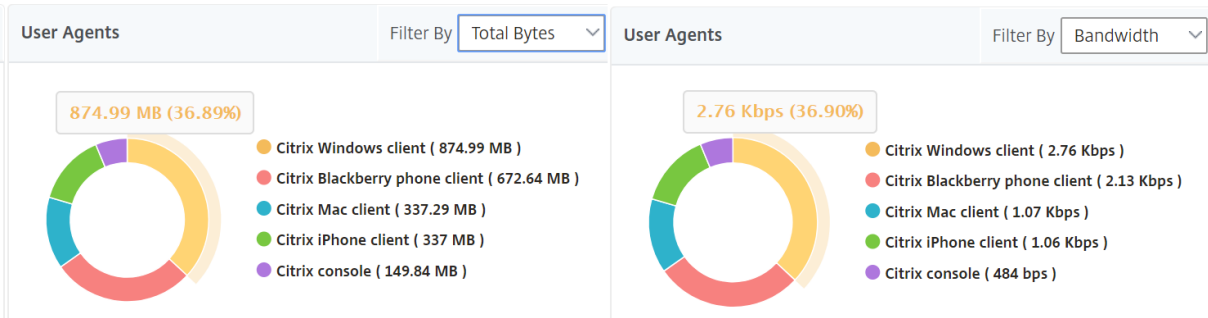 User Agents
Filter By Total Bytes
874.99 MB (36.89%)
Citrix Windows client ( 874.99 MB )
Citrix Blackberry phone client ( 672.64 MB )
Citrix Mac client ( 337.29 MB )
Citrix iPhone client ( 337 MB )
Citrix console ( 149.84 MB )
User Agents
Filter By Bandwidth
2.76 Kbps (36.90%)
Citrix Windows client ( 2.76 Kbps )
Citrix Blackberry phone client ( 2.13 Kbps )
Citrix Mac client ( 1.07 Kbps )
Citrix iPhone client ( 1.06 Kbps )
Citrix console ( 484 bps )